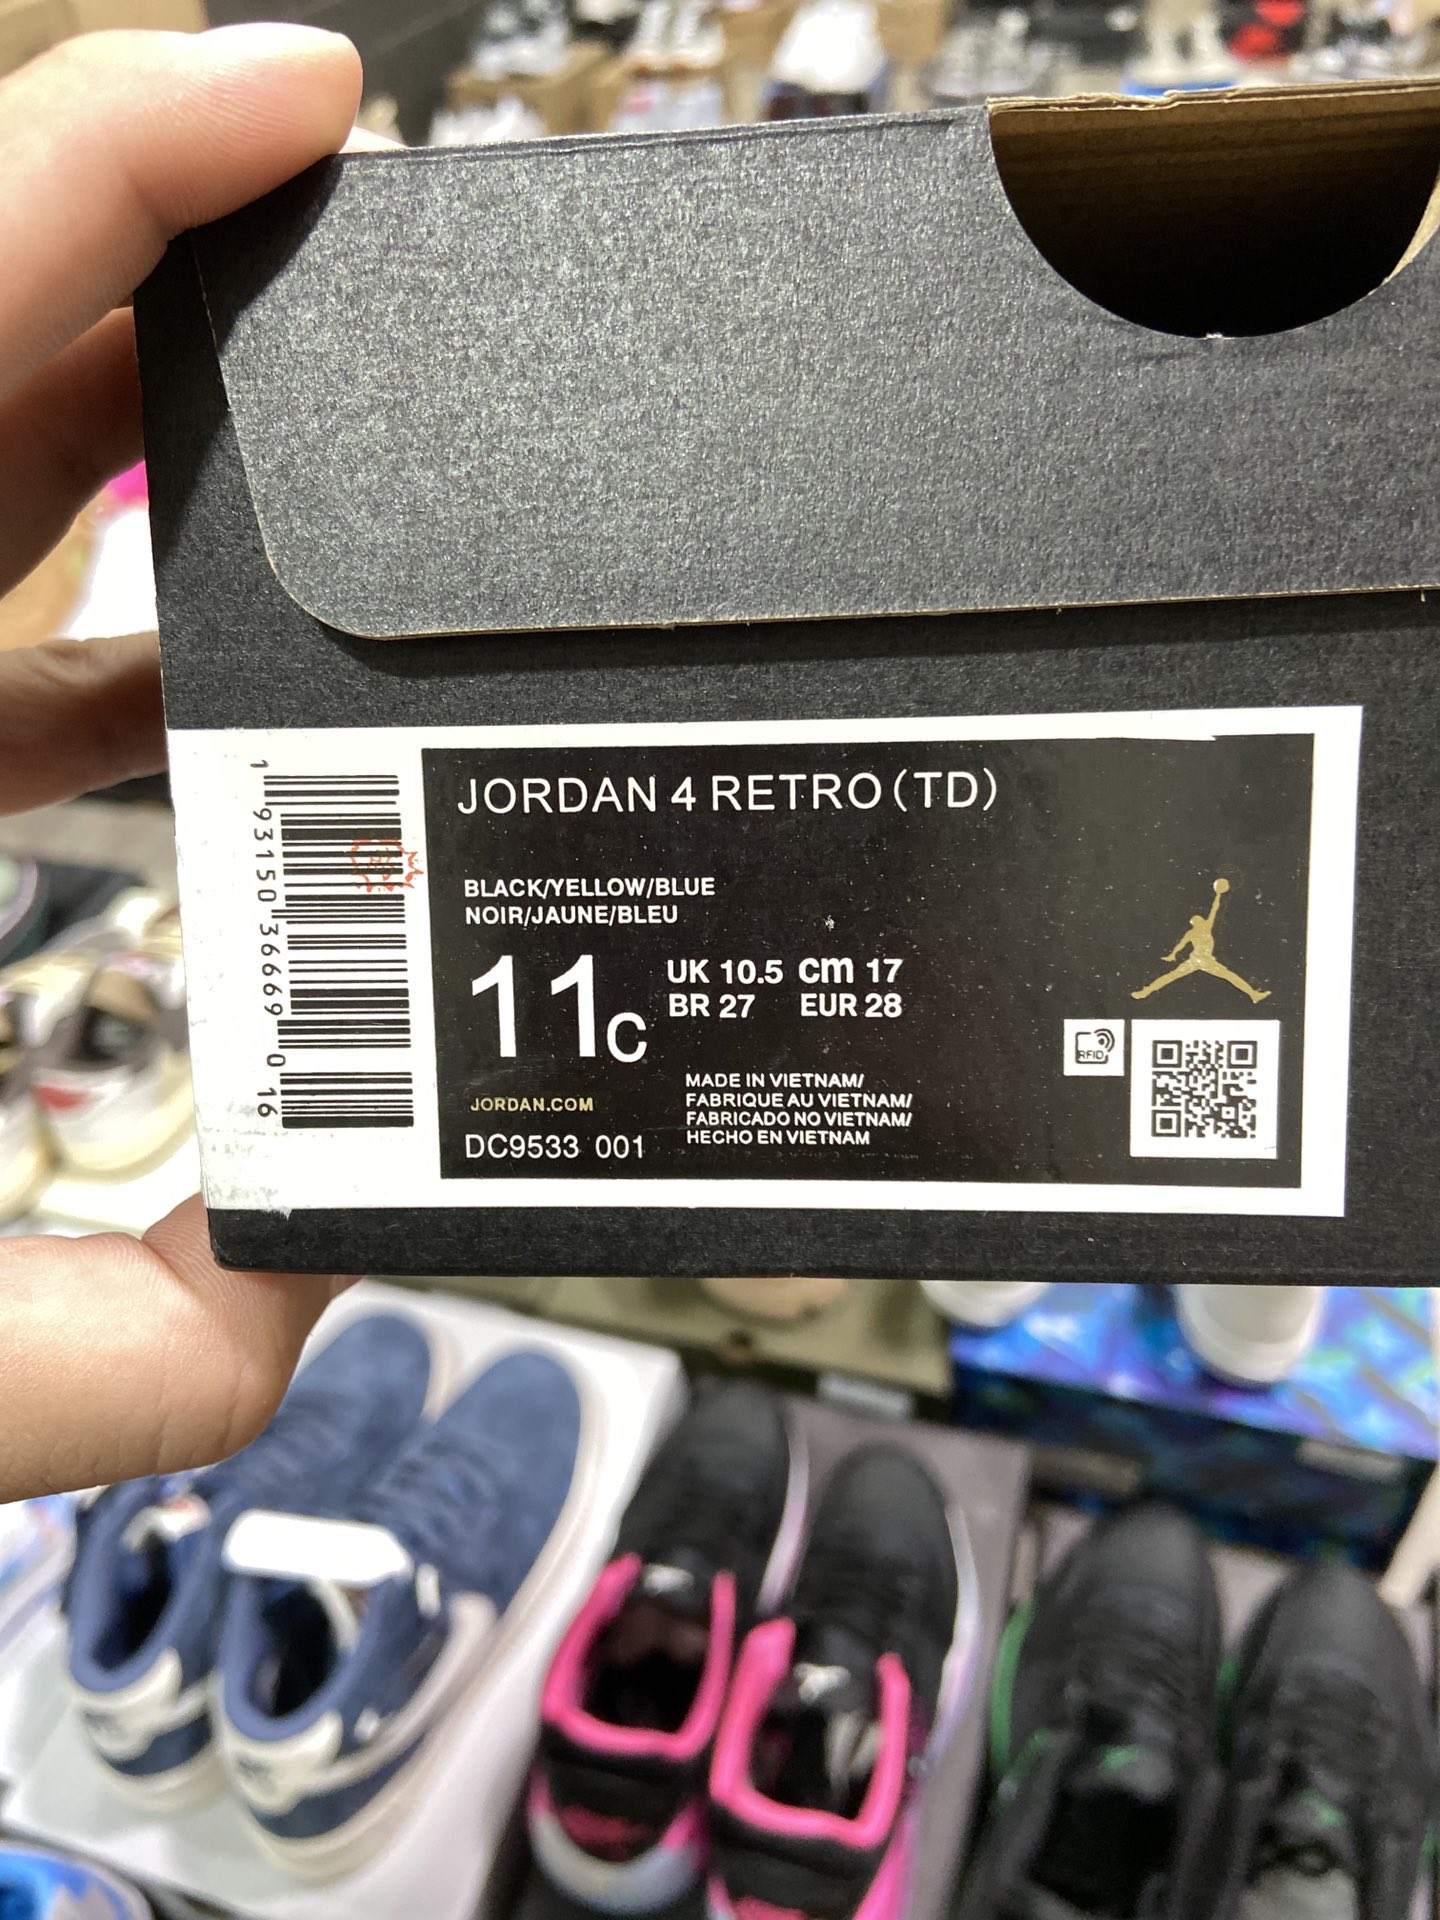 JORDAN 4 RETRO (TD)
BLACK/YELLOW/BLUE
NOIR/JAUNE/BLEU
11C
UK 10.5 cm 17
BR 27 EUR 28
MADE IN VIETNAM/
FABRIQUE AU VIETNAM/
FABRICADO NO VIETNAM/
HECHO EN VIETNAM
JORDAN.COM
DC9533 001
RFID
1 93150 36669 0 16